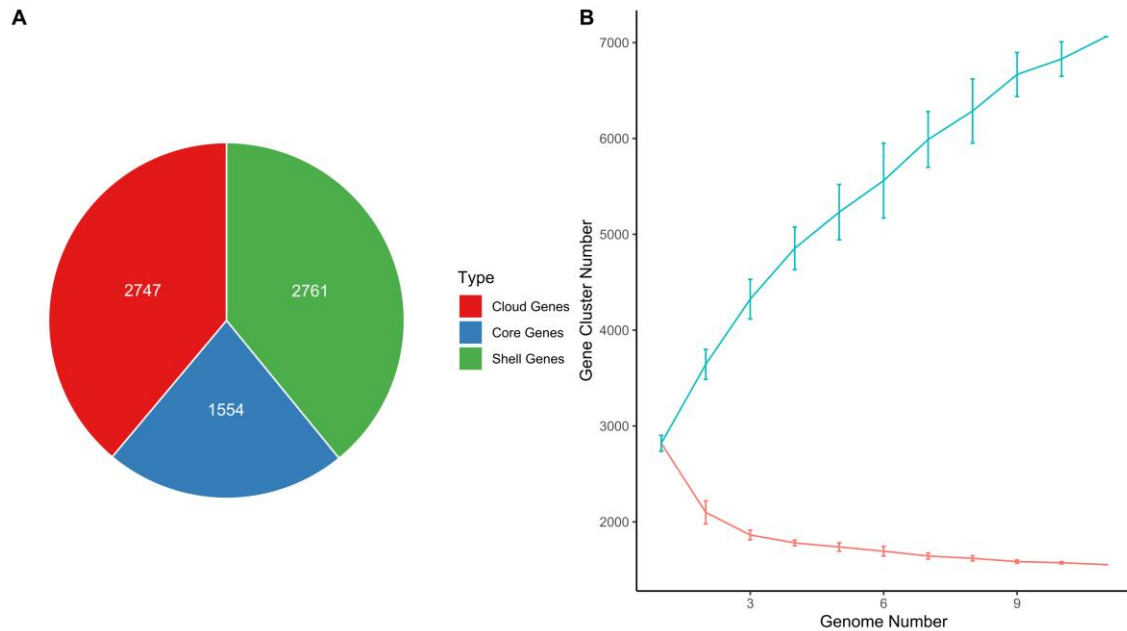 A
2747
2761
1554
Type
Cloud Genes
Core Genes
Shell Genes
B
Gene Cluster Number
7000
6000
5000
4000
3000
2000
3
6
9
Genome Number